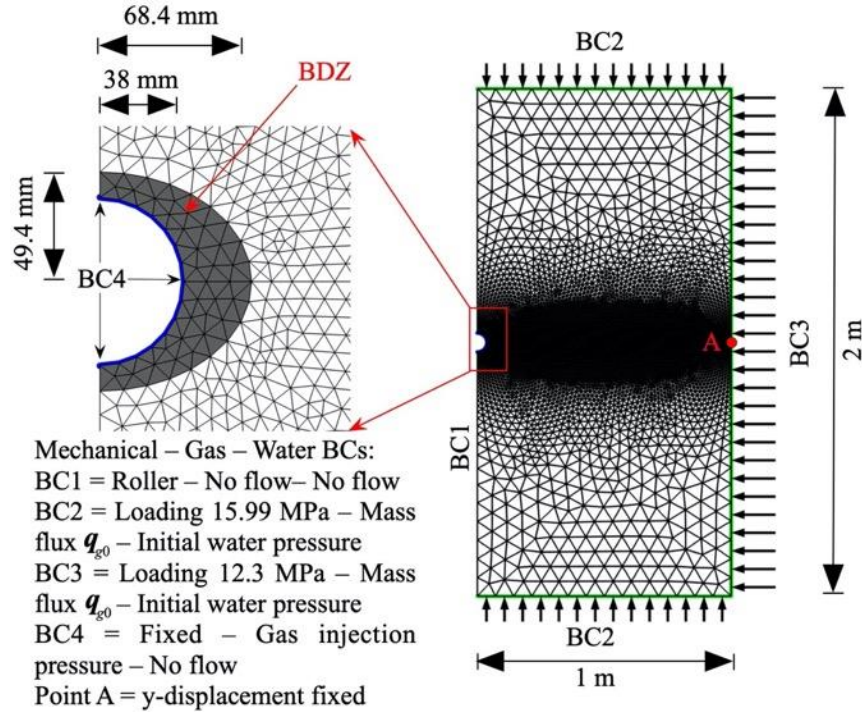 68.4 mm
38 mm
BDZ
49.4 mm
BC4
BC2
BC1
A
BC3
2 m
BC2
1 m
Mechanical – Gas – Water BCs:
BC1 = Roller – No flow– No flow
BC2 = Loading 15.99 MPa – Mass
flux q_g0 – Initial water pressure
BC3 = Loading 12.3 MPa – Mass
flux q_g0 – Initial water pressure
BC4 = Fixed – Gas injection
pressure – No flow
Point A = y-displacement fixed